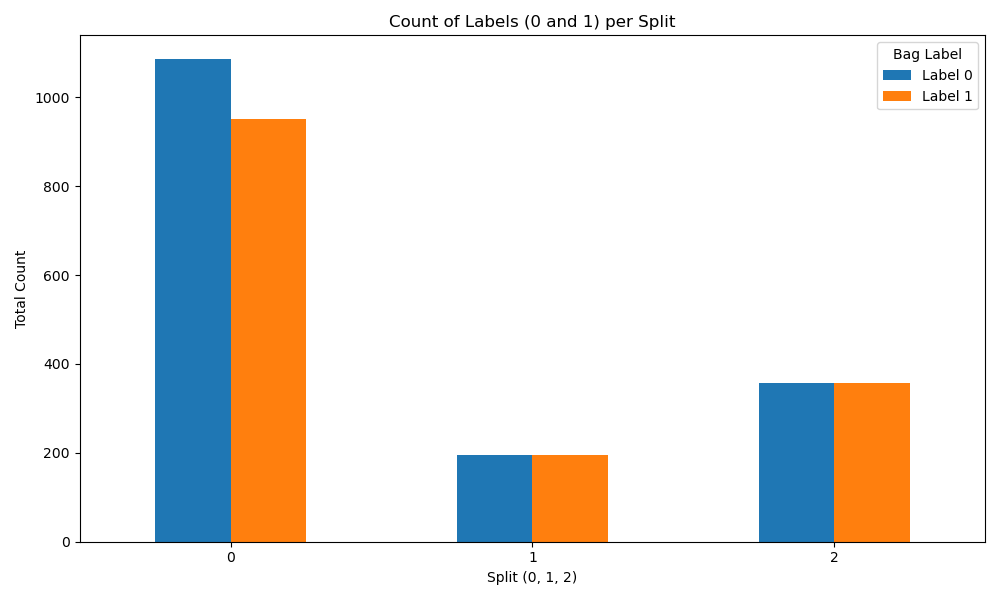 Count of Labels (0 and 1) per Split
Bag Label
Label 0
Label 1
Total Count
1000
800
600
400
200
0
0 1 2
Split (0, 1, 2)